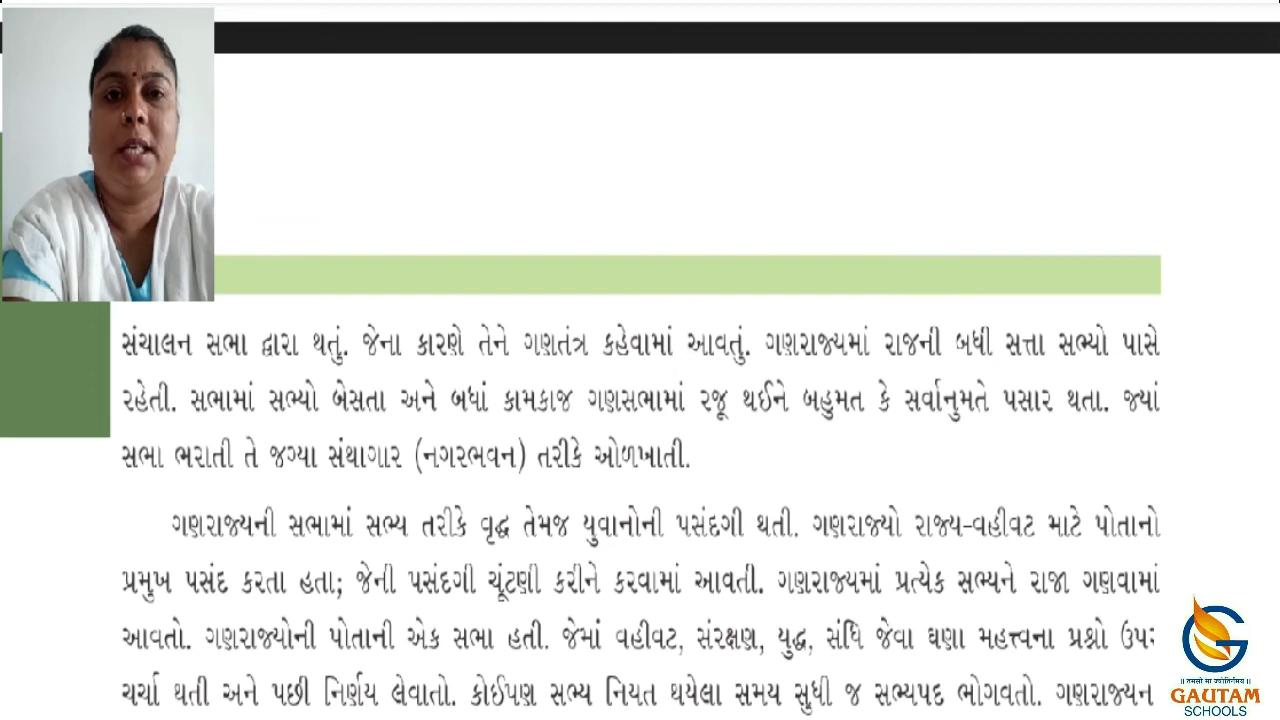 સંચાલન સભા દ્વારા થતું. જેના કારણે તેને ગણતંત્ર કહેવામાં આવતું. ગણરાજ્યમાં રાજની બધી સત્તા સભ્યો પાસે
રહેતી. સભામાં સભ્યો બેસતા અને બધાં કામકાજ ગણસભામાં રજૂ થઈને બહુમત કે સર્વાનુમતે પસાર થતા. જ્યાં
સભા ભરાતી તે જગ્યા સંથાગાર (નગરભવન) તરીકે ઓળખાતી.
ગણરાજ્યની સભામાં સભ્ય તરીકે વૃદ્ધ તેમજ યુવાનોની પસંદગી થતી. ગણરાજ્યો રાજ્ય-વહીવટ માટે પોતાનો
પ્રમુખ પસંદ કરતા હતા; જેની પસંદગી ચૂંટણી કરીને કરવામાં આવતી. ગણરાજ્યમાં પ્રત્યેક સભ્યને રાજા ગણવામાં
આવતો. ગણરાજ્યોની પોતાની એક સભા હતી. જેમાં વહીવટ, સંરક્ષણ, યુદ્ધ, સંધિ જેવા ઘણા મહત્ત્વના પ્રશ્નો ઉપર
ચર્ચા થતી અને પછી નિર્ણય લેવાતો. કોઈપણ સભ્ય નિયત થયેલા સમય સુધી જ સભ્યપદ ભોગવતો. ગણરાજ્યન
॥ तमसो मा ज्योतिर्गमय ॥
GAUTAM
SCHOOLS